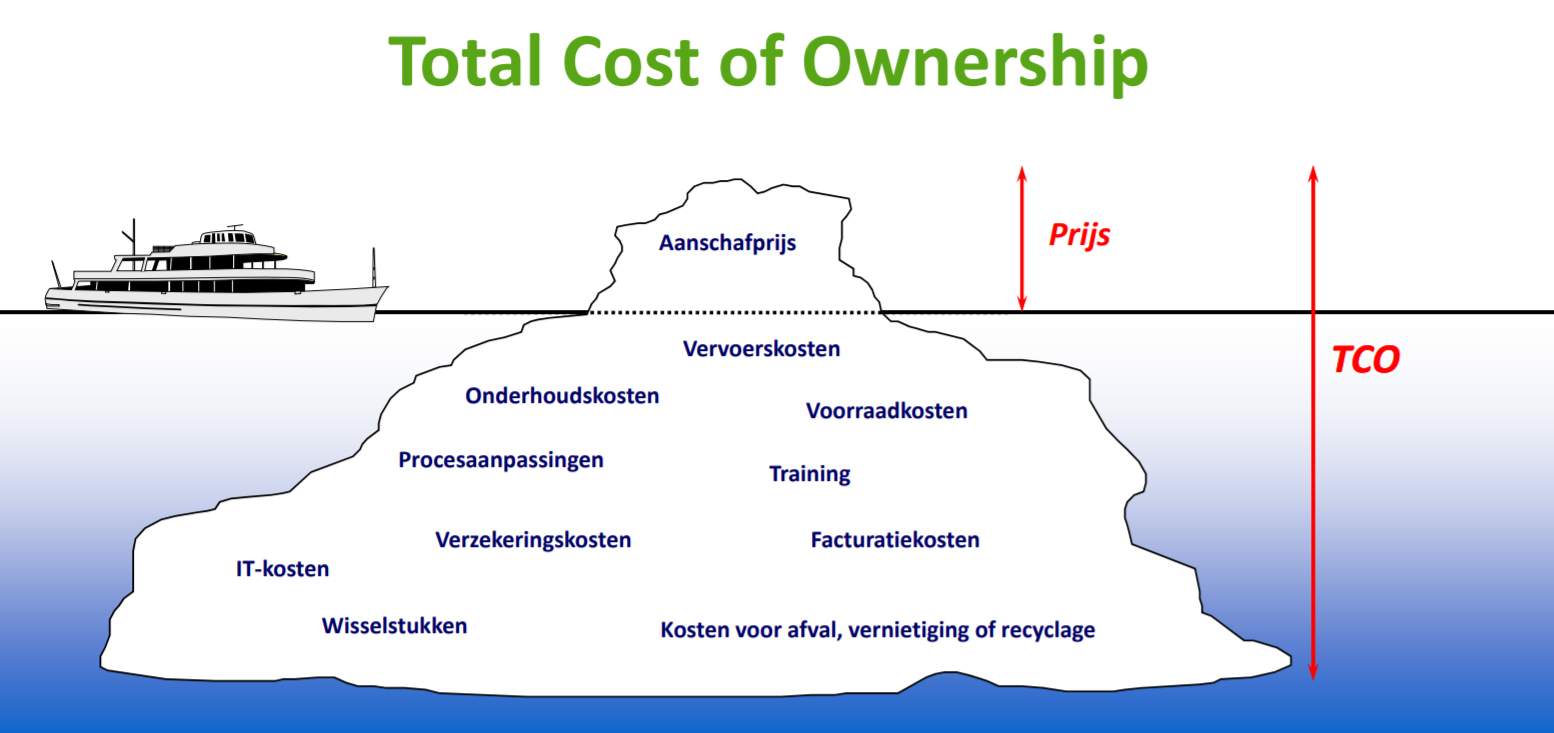 Total Cost of Ownership
Aanschafprijs
Prijs
Vervoerskosten
TCO
Onderhoudskosten
Voorraadkosten
Procesaanpassingen
Training
Verzekeringskosten
Facturatiekosten
IT-kosten
Wisselstukken
Kosten voor afval, vernietiging of recyclage